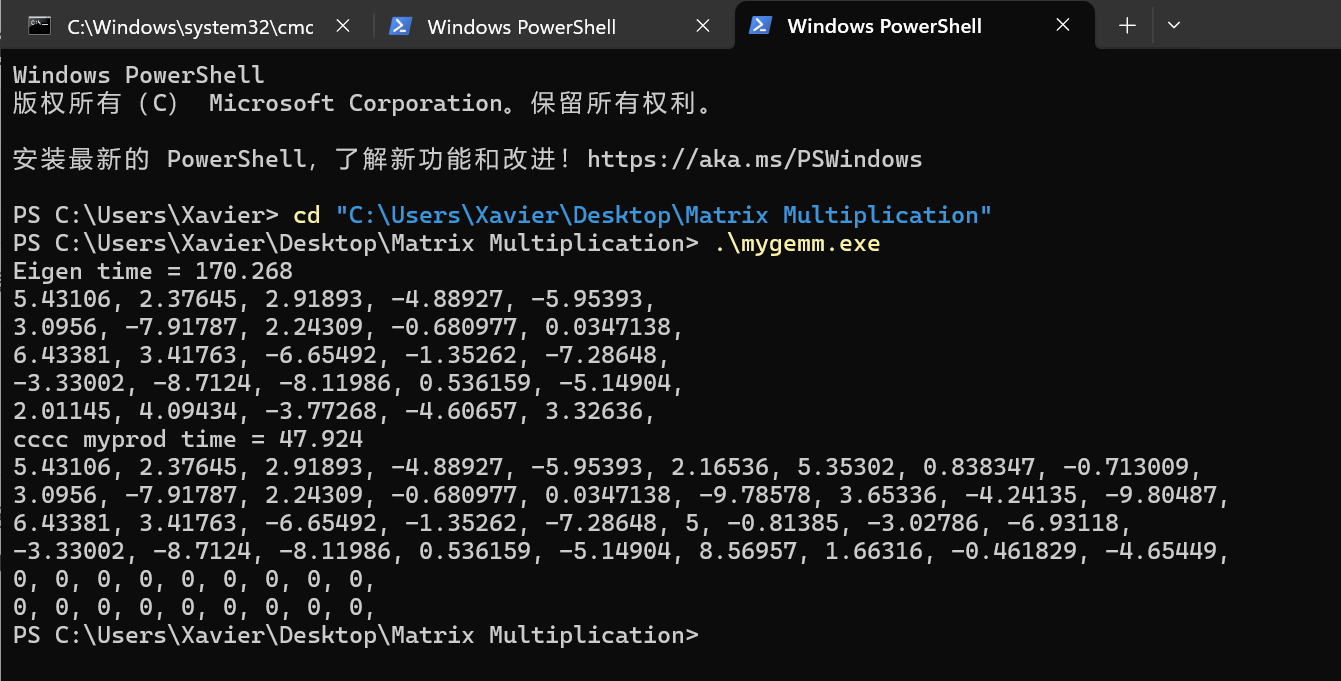 C:\Windows\system32\cmc
Windows PowerShell
Windows PowerShell
Windows PowerShell
版权所有 (C) Microsoft Corporation。保留所有权利。
安装最新的 PowerShell，了解新功能和改进！https://aka.ms/PSWindows
PS C:\Users\Xavier> cd "C:\Users\Xavier\Desktop\Matrix Multiplication"
PS C:\Users\Xavier\Desktop\Matrix Multiplication> .\mygemm.exe
Eigen time = 170.268
5.43106, 2.37645, 2.91893, -4.88927, -5.95393,
3.0956, -7.91787, 2.24309, -0.680977, 0.0347138,
6.43381, 3.41763, -6.65492, -1.35262, -7.28648,
-3.33002, -8.7124, -8.11986, 0.536159, -5.14904,
2.01145, 4.09434, -3.77268, -4.60657, 3.32636,
cccc myprod time = 47.924
5.43106, 2.37645, 2.91893, -4.88927, -5.95393, 2.16536, 5.35302, 0.838347, -0.713009,
3.0956, -7.91787, 2.24309, -0.680977, 0.0347138, -9.78578, 3.65336, -4.24135, -9.80487,
6.43381, 3.41763, -6.65492, -1.35262, -7.28648, 5, -0.81385, -3.02786, -6.93118,
-3.33002, -8.7124, -8.11986, 0.536159, -5.14904, 8.56957, 1.66316, -0.461829, -4.65449,
0, 0, 0, 0, 0, 0, 0, 0, 0,
0, 0, 0, 0, 0, 0, 0, 0, 0,
PS C:\Users\Xavier\Desktop\Matrix Multiplication>